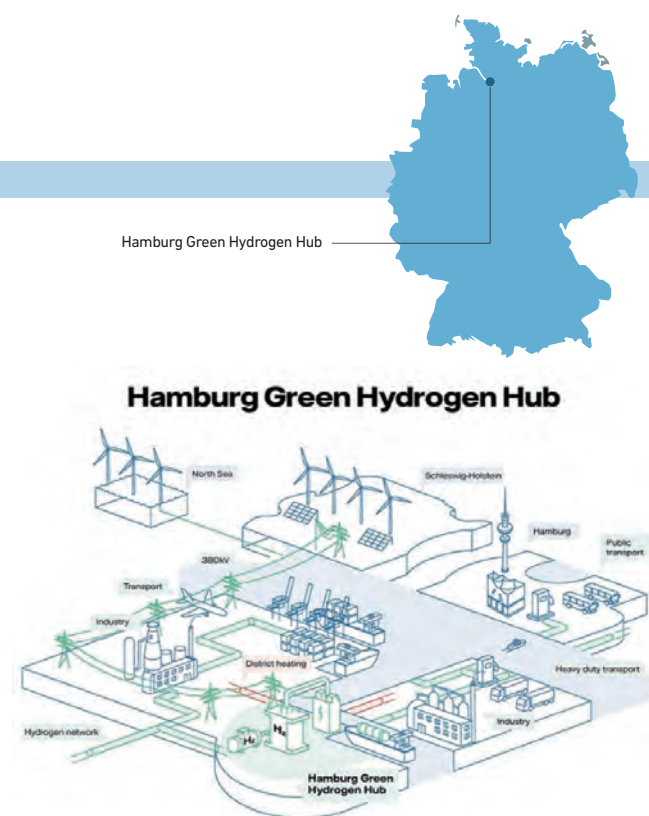 Hamburg Green Hydrogen Hub
Hamburg Green Hydrogen Hub
North Sea
Schleswig-Holstein
Hamburg
Public
transport
380kV
Transport
Industry
District heating
Heavy duty transport
Industry
Hydrogen network
H₂
H₂
Hamburg Green
Hydrogen Hub